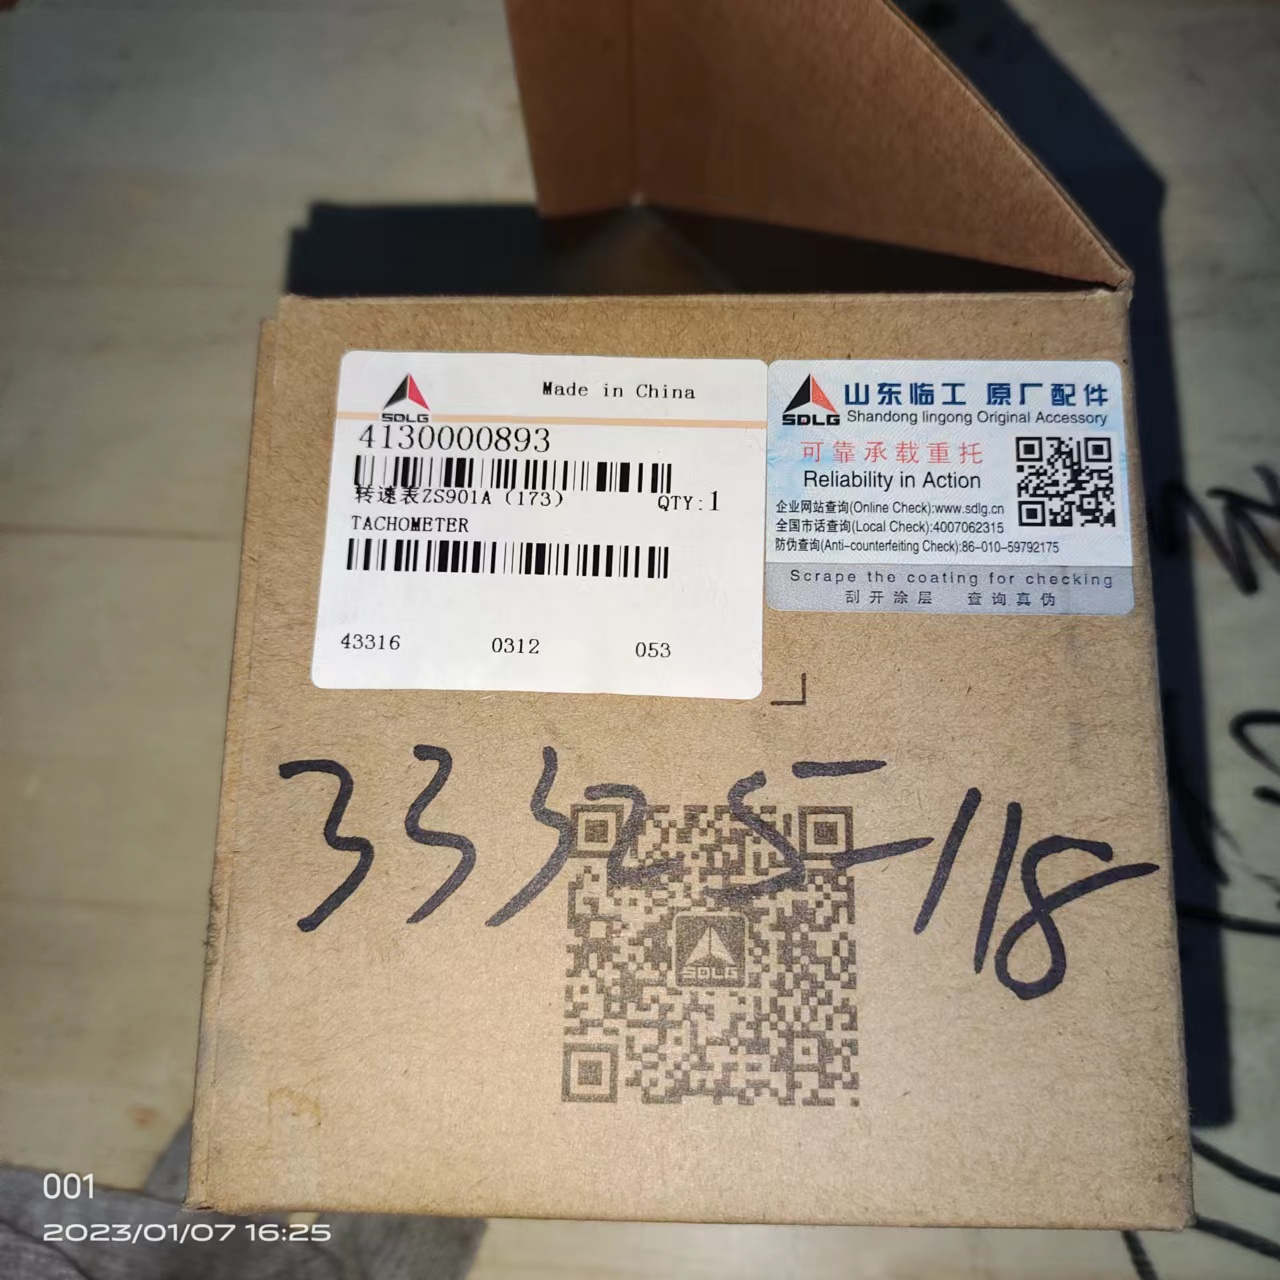 SDLG
Made in China
4130000893
转速表ZS901A（173）
QTY:1
TACHOMETER
43316 0312 053
SDLG
山东临工 原厂配件
Shandong lingong Original Accessory
可靠承载重托
Reliability in Action
企业网站查询(Online Check):www.sdlg.cn
全国市话查询(Local Check):4007062315
防伪查询(Anti-counterfeiting Check):86-010-59792175
Scrape the coating for checking
刮开涂层 查询真伪
33325-118
SDLG
001
2023/01/07 16:25